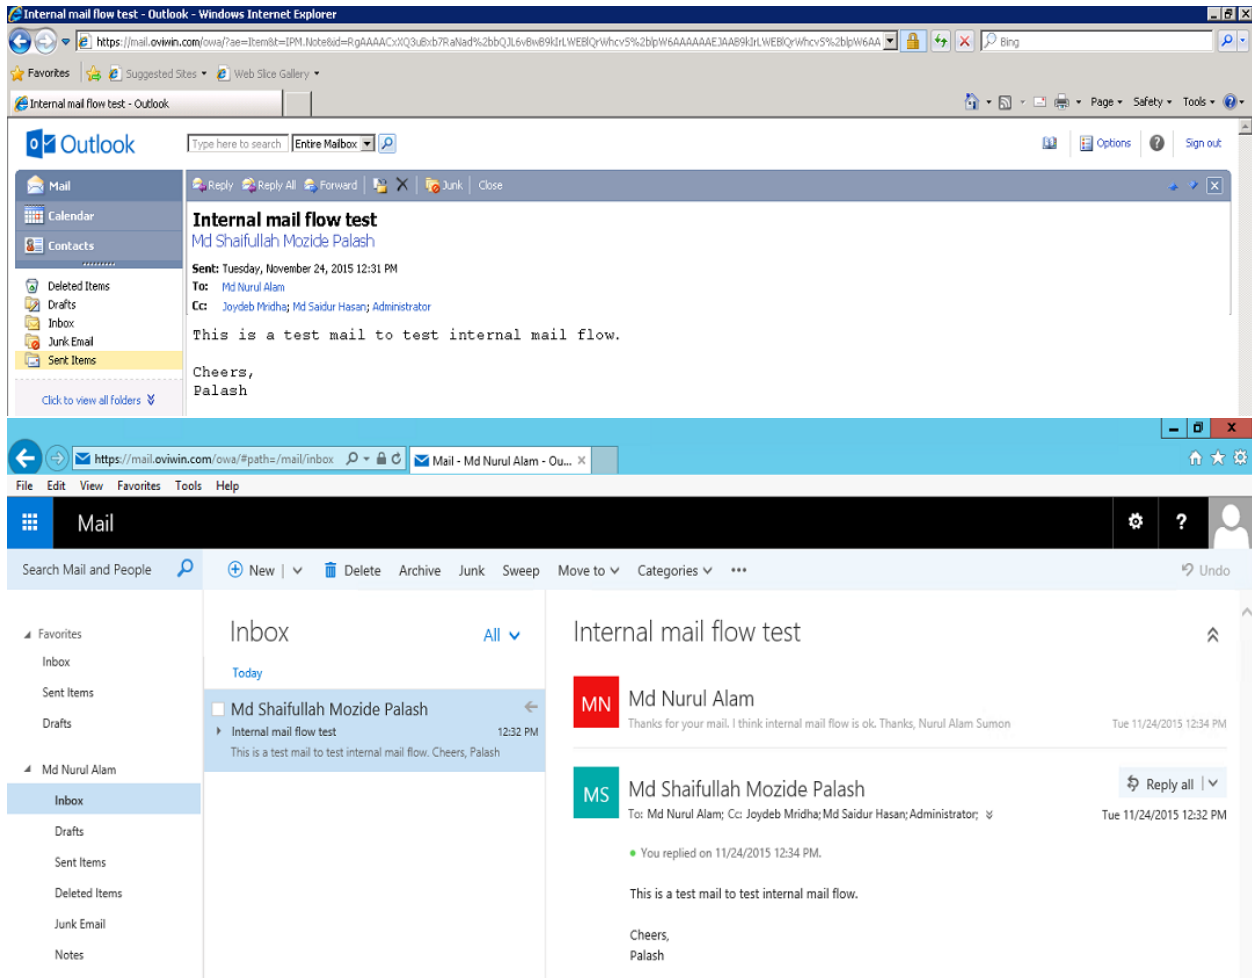 Internal mail flow test - Outlook - Windows Internet Explorer
Bing
Favorites Suggested Sites Web Slice Gallery
Internal mail flow test - Outlook Page Safety Tools
Outlook Type here to search Entire Mailbox Options Sign out
Mail Reply Reply All Forward Junk Close
Calendar
Contacts
Internal mail flow test
Md Shaifullah Mozide Palash
Sent: Tuesday, November 24, 2015 12:31 PM
To: Md Nurul Alam
Cc: Joydeb Mridha; Md Saidur Hasan; Administrator
Deleted Items
Drafts
Inbox
Junk Email
Sent Items
Click to view all folders
This is a test mail to test internal mail flow.
Cheers,
Palash
https://mail.oviwin.com/owa/#path=/mail/inbox Mail - Md Nurul Alam - Ou...
File Edit View Favorites Tools Help
Mail ?
Search Mail and People New Delete Archive Junk Sweep Move to Categories ••• Undo
Favorites
Inbox
Sent Items
Drafts
Md Nurul Alam
Inbox
Drafts
Sent Items
Deleted Items
Junk Email
Notes
Inbox All
Today
Md Shaifullah Mozide Palash
Internal mail flow test 12:32 PM
This is a test mail to test internal mail flow. Cheers, Palash
Internal mail flow test
MN Md Nurul Alam
Thanks for your mail. I think internal mail flow is ok. Thanks, Nurul Alam Sumon Tue 11/24/2015 12:34 PM
MS Md Shaifullah Mozide Palash Reply all
To: Md Nurul Alam; Cc: Joydeb Mridha; Md Saidur Hasan; Administrator; Tue 11/24/2015 12:32 PM
You replied on 11/24/2015 12:34 PM.
This is a test mail to test internal mail flow.
Cheers,
Palash